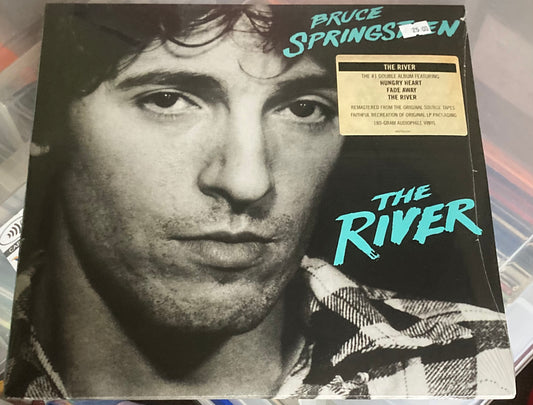 BRUCE
SPRINGSTEEN
THE RIVER
THE #1 DOUBLE ALBUM FEATURING
HUNGRY HEART
FADE AWAY
THE RIVER
REMASTERED FROM THE ORIGINAL SOURCE TAPES
FAITHFUL RECREATION OF ORIGINAL LP PACKAGING
180-GRAM AUDIOPHILE VINYL
THE
RIVER